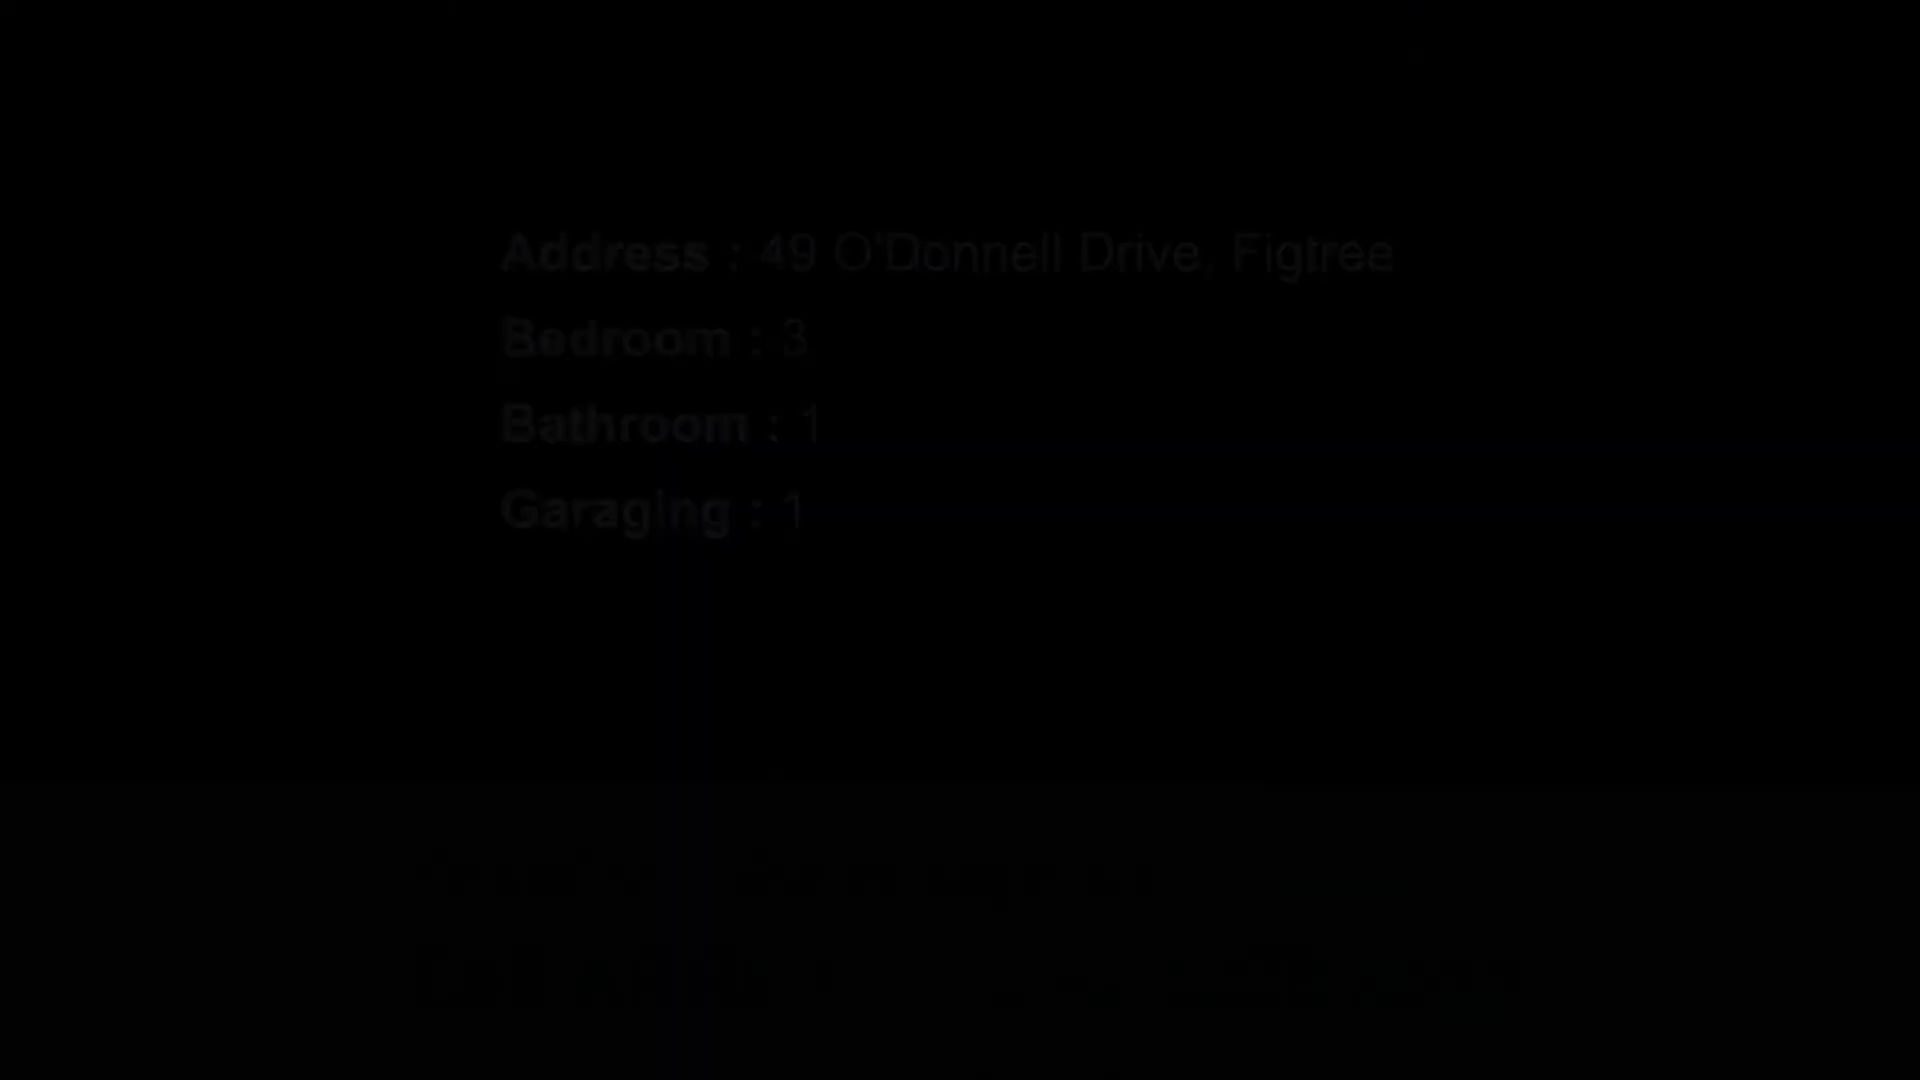 Address : 49 O'Donnell Drive, Figtree
Bedroom : 3
Bathroom : 1
Garaging : 1